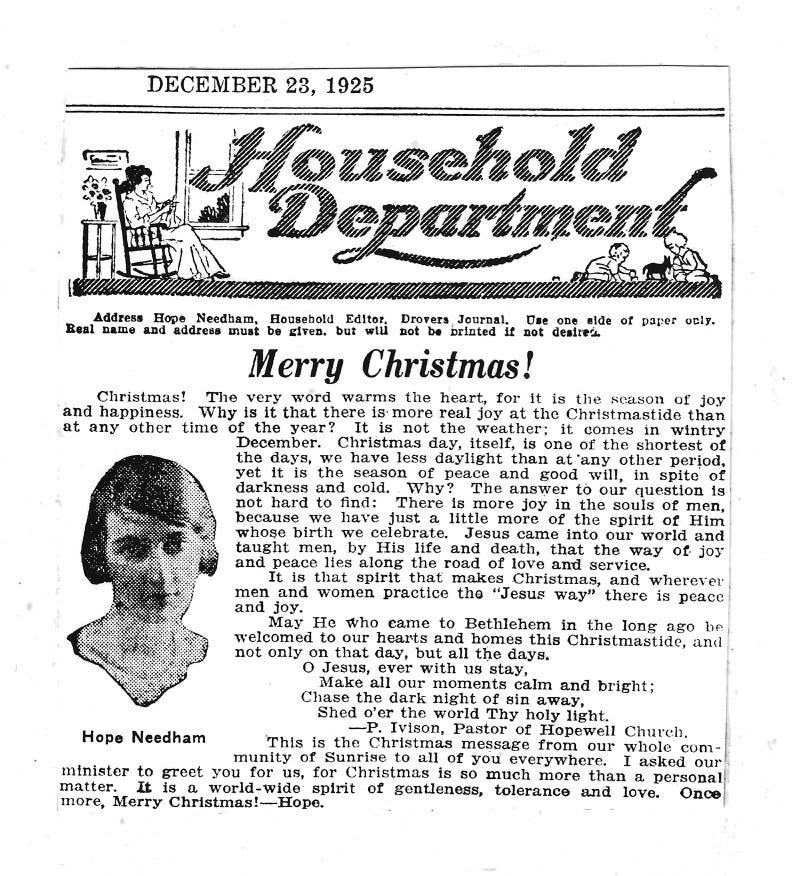 DECEMBER 23, 1925
Household
Department
Address Hope Needham, Household Editor, Drovers Journal. Use one side of paper only.
Real name and address must be given, but will not be printed if not desired.
Merry Christmas!
Christmas! The very word warms the heart, for it is the season of joy
and happiness. Why is it that there is more real joy at the Christmastide than
at any other time of the year? It is not the weather; it comes in wintry
December. Christmas day, itself, is one of the shortest of
the days, we have less daylight than at any other period,
yet it is the season of peace and good will, in spite of
darkness and cold. Why? The answer to our question is
not hard to find: There is more joy in the souls of men,
because we have just a little more of the spirit of Him
whose birth we celebrate. Jesus came into our world and
taught men, by His life and death, that the way of joy
and peace lies along the road of love and service.
It is that spirit that makes Christmas, and wherever
men and women practice the "Jesus way" there is peace
and joy.
May He who came to Bethlehem in the long ago be
welcomed to our hearts and homes this Christmastide, and
not only on that day, but all the days.
O Jesus, ever with us stay,
Make all our moments calm and bright;
Chase the dark night of sin away,
Shed o'er the world Thy holy light.
—P. Ivison, Pastor of Hopewell Church.
Hope Needham
This is the Christmas message from our whole com-
munity of Sunrise to all of you everywhere. I asked our
minister to greet you for us, for Christmas is so much more than a personal
matter. It is a world-wide spirit of gentleness, tolerance and love. Once
more, Merry Christmas!—Hope.